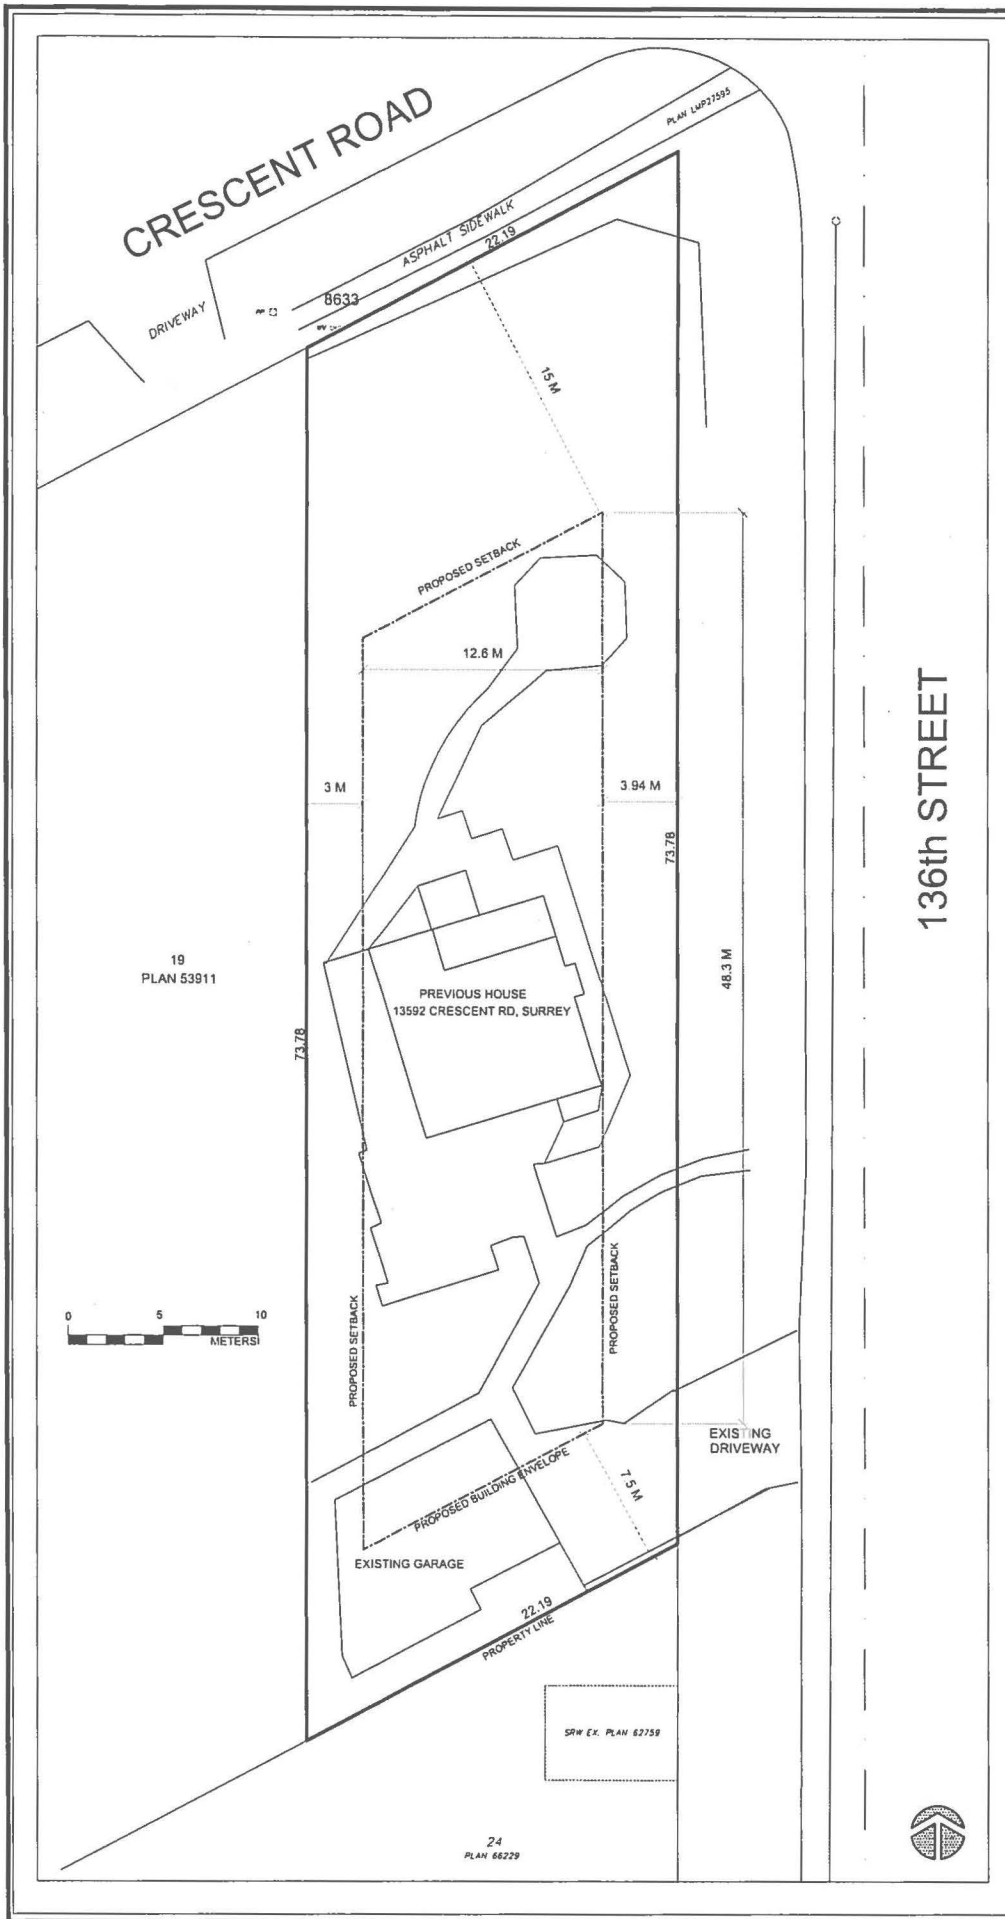 CRESCENT ROAD
PLAN LMP27595
ASPHALT SIDEWALK
22.19
8633
DRIVEWAY
15 M
PROPOSED SETBACK
12.6 M
3 M
3.94 M
73.78
136th STREET
19
PLAN 53911
PREVIOUS HOUSE
13592 CRESCENT RD, SURREY
48.3 M
73.78
0 5 10
METERS
PROPOSED SETBACK
PROPOSED SETBACK
EXISTING
DRIVEWAY
PROPOSED BUILDING ENVELOPE
7.5 M
EXISTING GARAGE
22.19
PROPERTY LINE
SRW EX. PLAN 62759
24
PLAN 66229